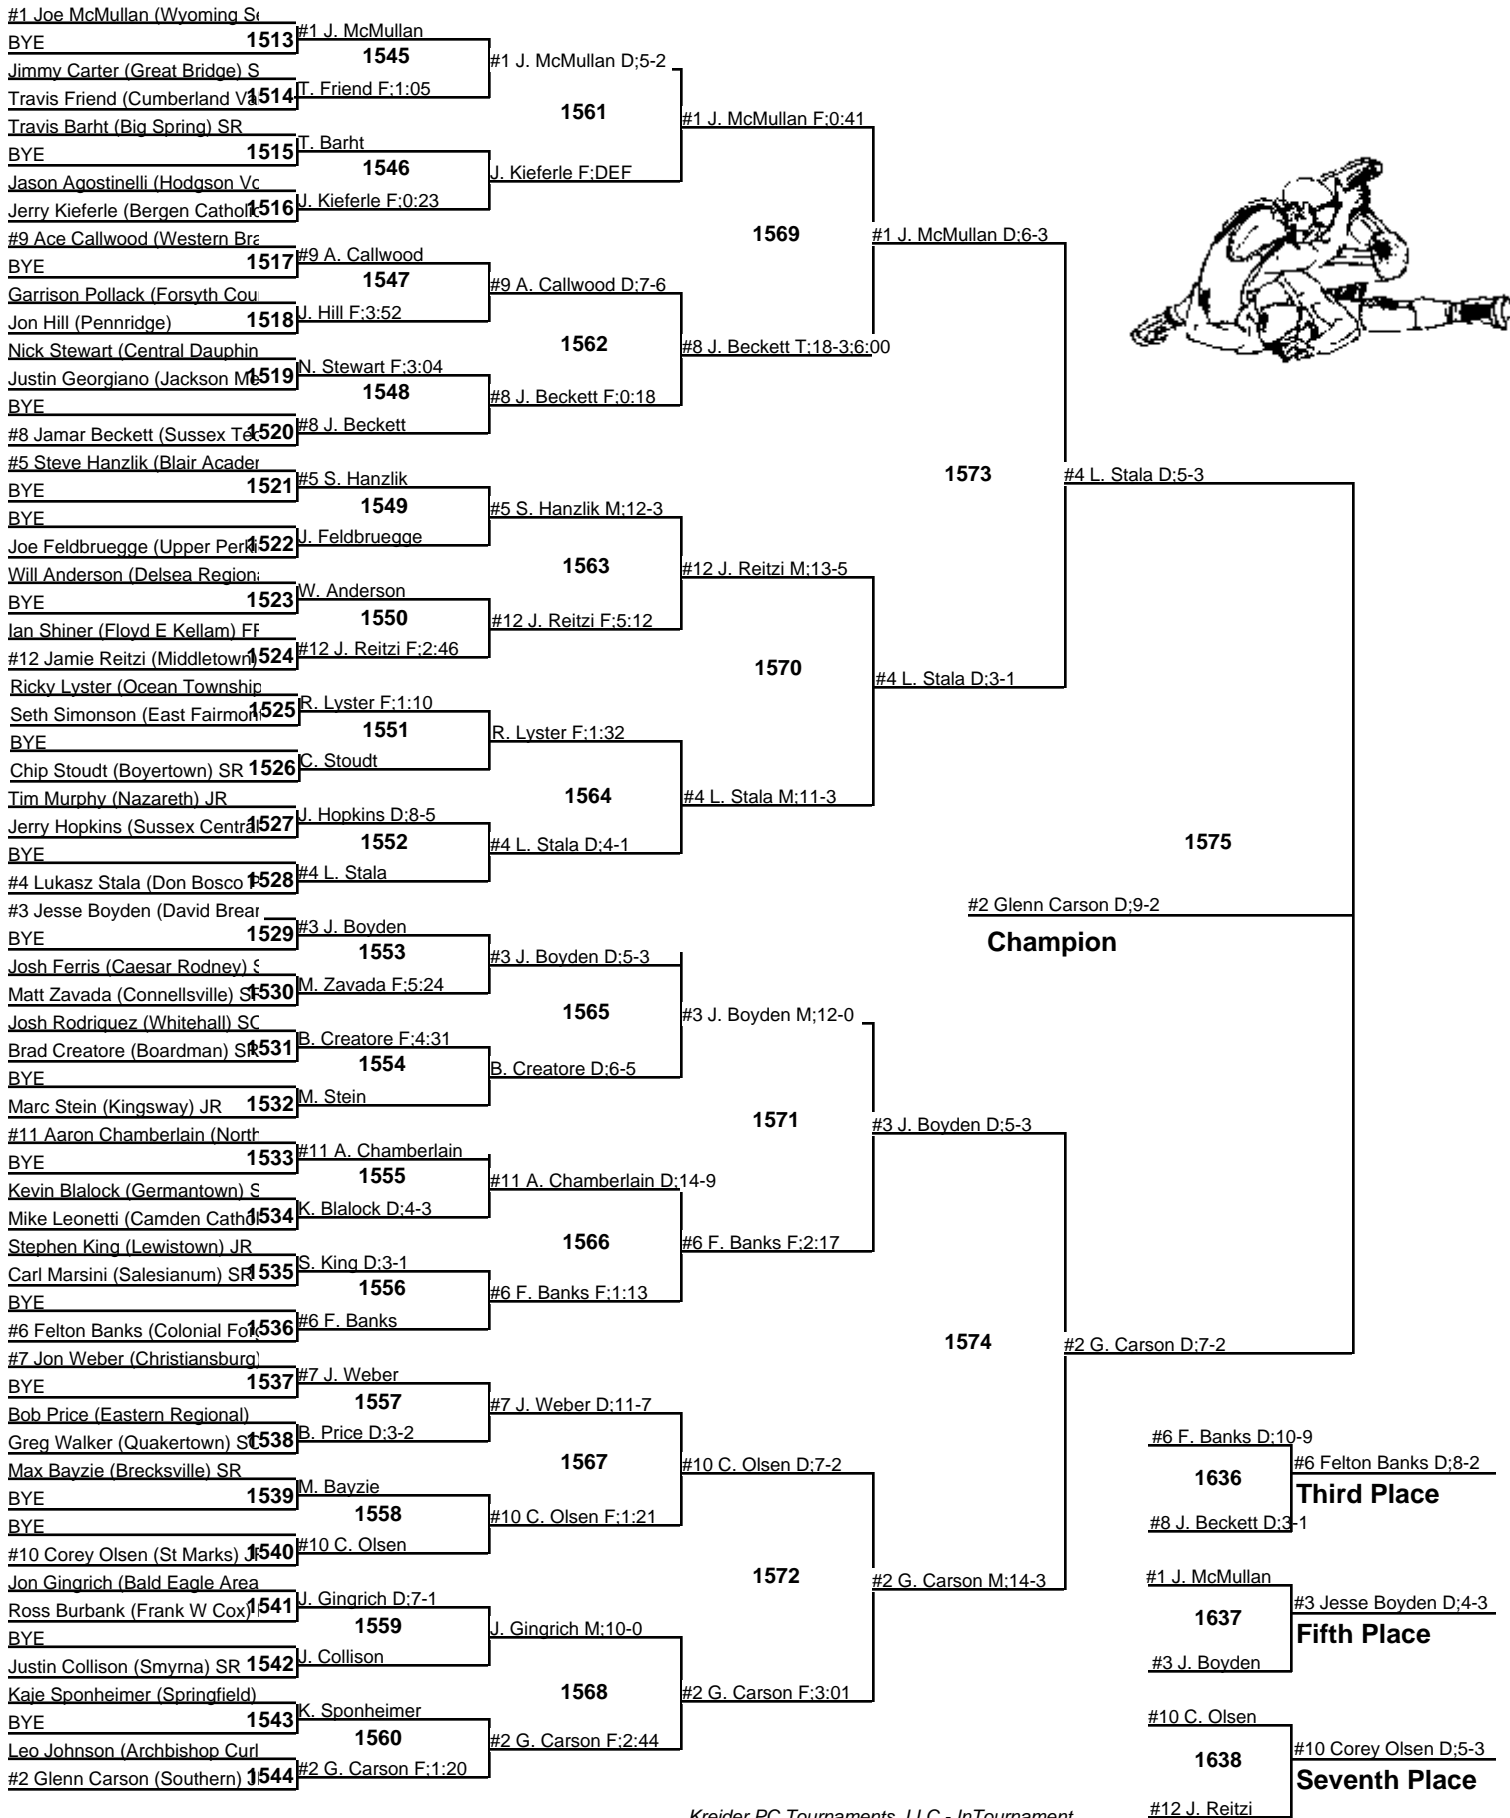 #1 Joe McMullan (Wyoming Se
BYE
1513
Jimmy Carter (Great Bridge) S
Travis Friend (Cumberland Va
1514
Travis Barht (Big Spring) SR
BYE
1515
Jason Agostinelli (Hodgson Vo
Jerry Kieferle (Bergen Catholic
1516
#9 Ace Callwood (Western Bra
BYE
1517
Garrison Pollack (Forsyth Cou
Jon Hill (Pennridge)
1518
Nick Stewart (Central Dauphin
Justin Georgiano (Jackson Me
1519
BYE
#8 Jamar Beckett (Sussex Tec
1520
#5 Steve Hanzlik (Blair Acader
BYE
1521
BYE
Joe Feldbruegge (Upper Perki
1522
Will Anderson (Delsea Regiona
BYE
1523
Ian Shiner (Floyd E Kellam) FF
#12 Jamie Reitzi (Middletown)
1524
Ricky Lyster (Ocean Township
Seth Simonson (East Fairmont
1525
BYE
Chip Stoudt (Boyertown) SR
1526
Tim Murphy (Nazareth) JR
Jerry Hopkins (Sussex Central
1527
BYE
#4 Lukasz Stala (Don Bosco P
1528
#3 Jesse Boyden (David Brear
BYE
1529
Josh Ferris (Caesar Rodney) S
Matt Zavada (Connellsville) SR
1530
Josh Rodriquez (Whitehall) SO
Brad Creatore (Boardman) SR
1531
BYE
Marc Stein (Kingsway) JR
1532
#11 Aaron Chamberlain (North
BYE
1533
Kevin Blalock (Germantown) S
Mike Leonetti (Camden Cathol
1534
Stephen King (Lewistown) JR
Carl Marsini (Salesianum) SR
1535
BYE
#6 Felton Banks (Colonial Forg
1536
#7 Jon Weber (Christiansburg)
BYE
1537
Bob Price (Eastern Regional)
Greg Walker (Quakertown) SO
1538
Max Bayzie (Brecksville) SR
BYE
1539
BYE
#10 Corey Olsen (St Marks) JR
1540
Jon Gingrich (Bald Eagle Area
Ross Burbank (Frank W Cox)
1541
BYE
Justin Collison (Smyrna) SR
1542
Kaje Sponheimer (Springfield)
BYE
1543
Leo Johnson (Archbishop Curl
#2 Glenn Carson (Southern) J
1544
#1 J. McMullan
1545
T. Friend F;1:05
T. Barht
1546
J. Kieferle F;0:23
#9 A. Callwood
1547
J. Hill F;3:52
N. Stewart F;3:04
1548
#8 J. Beckett
#5 S. Hanzlik
1549
J. Feldbruegge
W. Anderson
1550
#12 J. Reitzi F;2:46
R. Lyster F;1:10
1551
C. Stoudt
J. Hopkins D;8-5
1552
#4 L. Stala
#3 J. Boyden
1553
M. Zavada F;5:24
B. Creatore F;4:31
1554
M. Stein
#11 A. Chamberlain
1555
K. Blalock D;4-3
S. King D;3-1
1556
#6 F. Banks
#7 J. Weber
1557
B. Price D;3-2
M. Bayzie
1558
#10 C. Olsen
J. Gingrich D;7-1
1559
J. Collison
K. Sponheimer
1560
#2 G. Carson F;1:20
#1 J. McMullan D;5-2
1561
J. Kieferle F;DEF
#9 A. Callwood D;7-6
1562
#8 J. Beckett F;0:18
#5 S. Hanzlik M;12-3
1563
#12 J. Reitzi F;5:12
R. Lyster F;1:32
1564
#4 L. Stala D;4-1
#3 J. Boyden D;5-3
1565
B. Creatore D;6-5
#11 A. Chamberlain D;14-9
1566
#6 F. Banks F;1:13
#7 J. Weber D;11-7
1567
#10 C. Olsen F;1:21
J. Gingrich M;10-0
1568
#2 G. Carson F;2:44
#1 J. McMullan F;0:41
1569
#8 J. Beckett T;18-3;6:00
#12 J. Reitzi M;13-5
1570
#4 L. Stala M;11-3
#3 J. Boyden M;12-0
1571
#6 F. Banks F;2:17
#10 C. Olsen D;7-2
1572
#2 G. Carson F;3:01
#1 J. McMullan D;6-3
1573
#4 L. Stala D;3-1
#3 J. Boyden D;5-3
1574
#2 G. Carson M;14-3
#4 L. Stala D;5-3
1575
#2 G. Carson D;7-2
#2 Glenn Carson D;9-2
Champion
#6 F. Banks D;10-9
1636
#8 J. Beckett D;3-1
#6 Felton Banks D;8-2
Third Place
#1 J. McMullan
1637
#3 J. Boyden
#3 Jesse Boyden D;4-3
Fifth Place
#10 C. Olsen
1638
#12 J. Reitzi
#10 Corey Olsen D;5-3
Seventh Place
Kreider PC Tournaments, LLC - InTournament